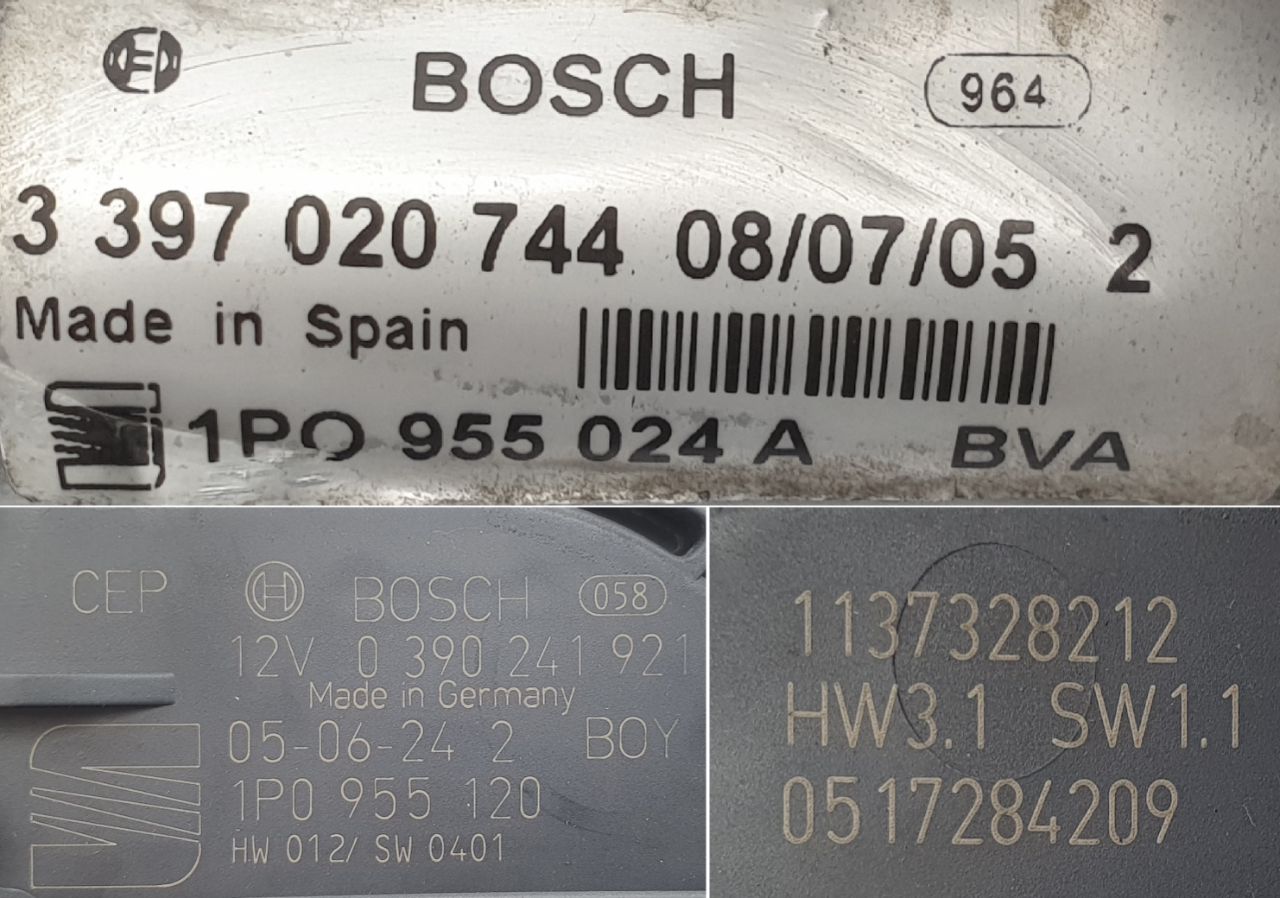 BOSCH 964
3 397 020 744 08/07/05 2
Made in Spain
1P0 955 024 A BVA
CEP BOSCH 058
12V 0 390 241 921
Made in Germany
05-06-24 2 BOY
1P0 955 120
HW 012/ SW 0401
1137328212
HW3.1 SW1.1
0517284209